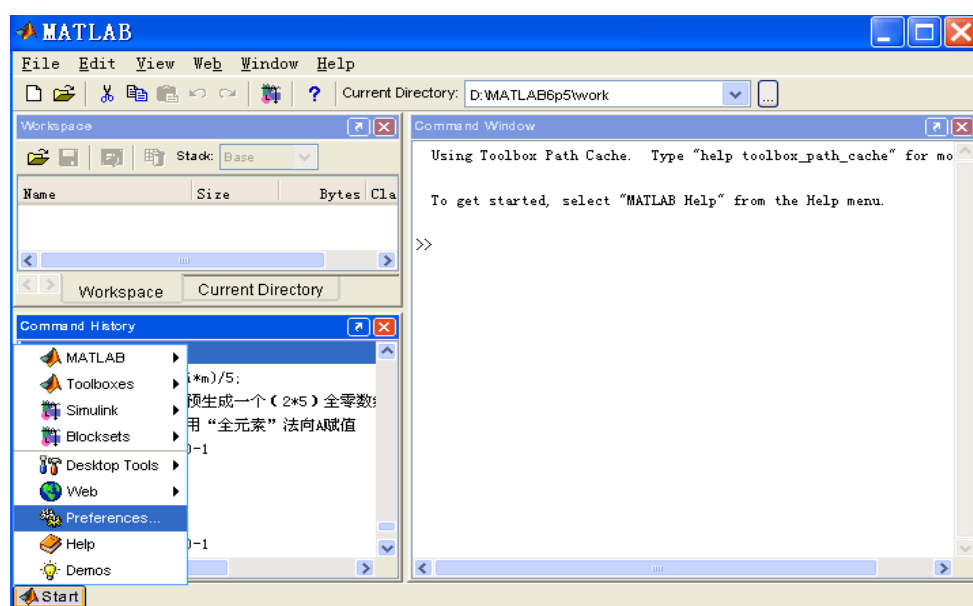 MATLAB
File Edit View Web Window Help
Current Directory: D:\MATLAB6p5\work ...
Workspace
Stack: Base
Name Size Bytes Cla
Workspace Current Directory
Command History
i*m)/5;
预生成一个(2*5)全零数
用“全元素”法向A赋值
)-1
)-1
MATLAB
Toolboxes
Simulink
Blocksets
Desktop Tools
Web
Preferences...
Help
Demos
Start
Command Window
Using Toolbox Path Cache. Type "help toolbox_path_cache" for mo
To get started, select "MATLAB Help" from the Help menu.
>>